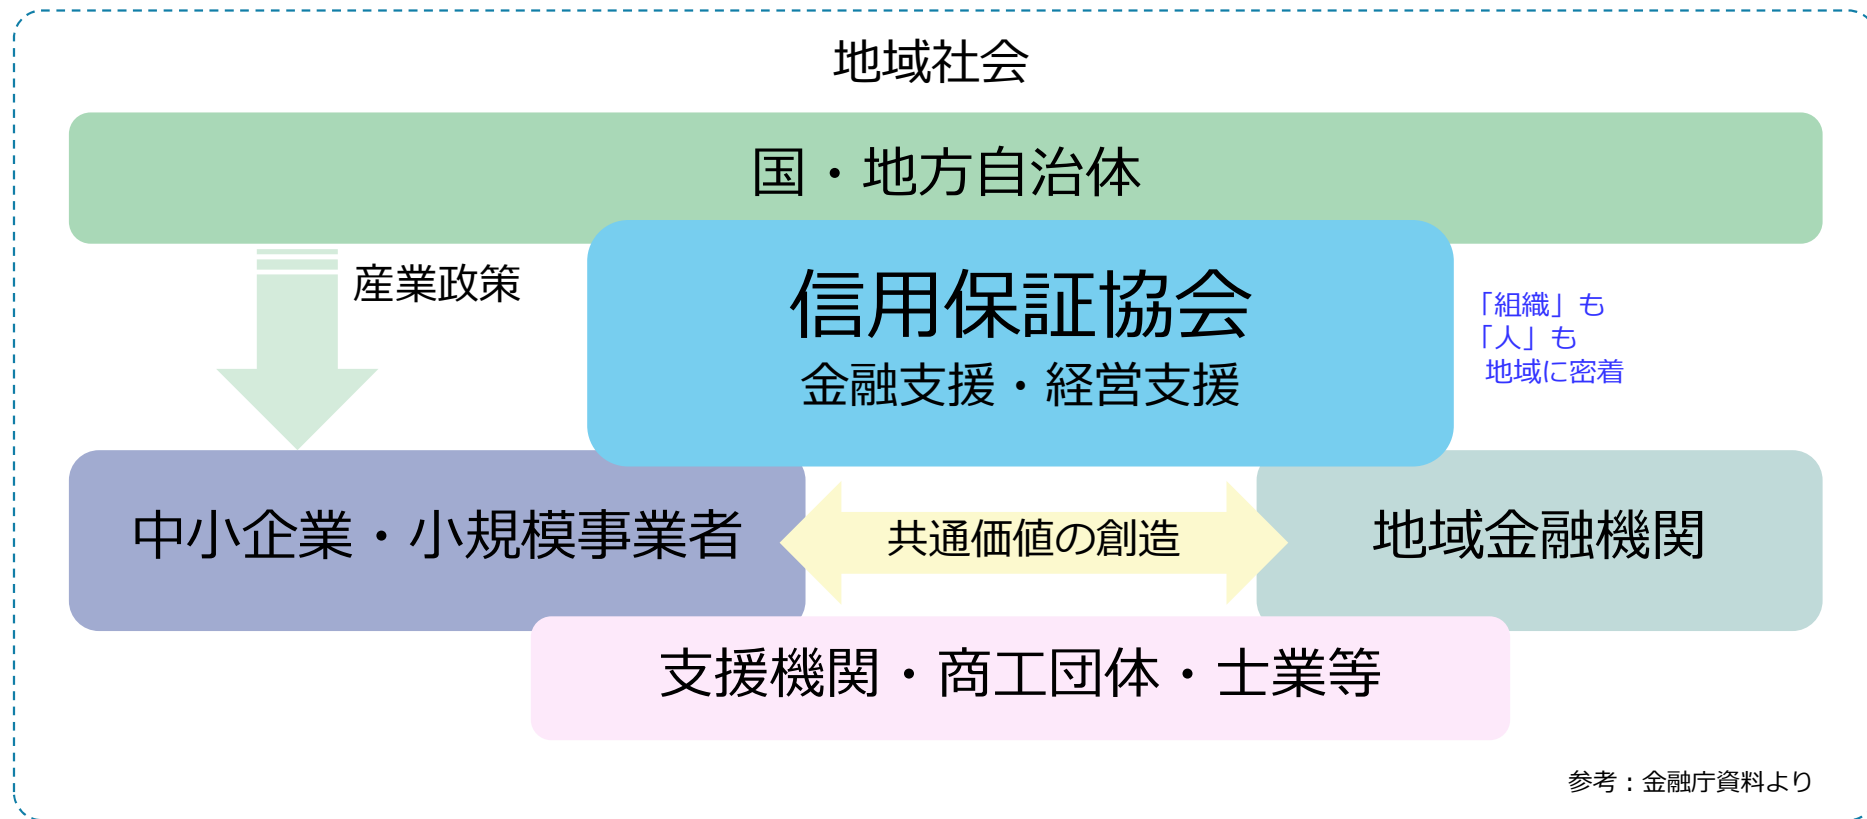 地域社会
国・地方自治体
産業政策
信用保証協会
金融支援・経営支援
「組織」も
「人」も
地域に密着
中小企業・小規模事業者
共通価値の創造
地域金融機関
支援機関・商工団体・士業等
参考：金融庁資料より